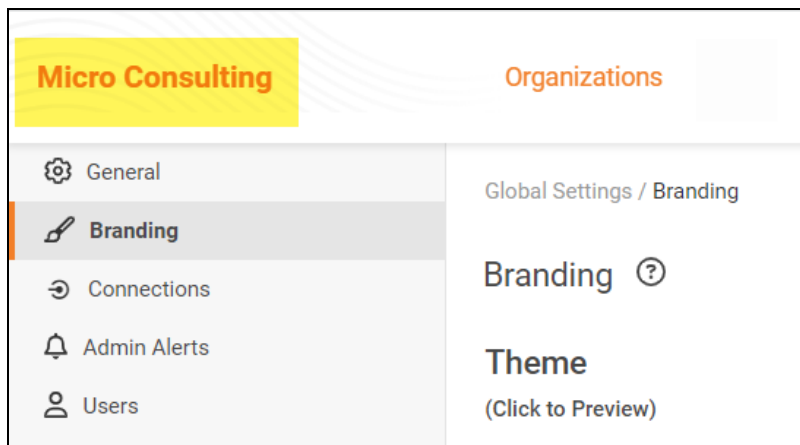 Micro Consulting
Organizations
General
Branding
Connections
Admin Alerts
Users
Global Settings / Branding
Branding ?
Theme
(Click to Preview)